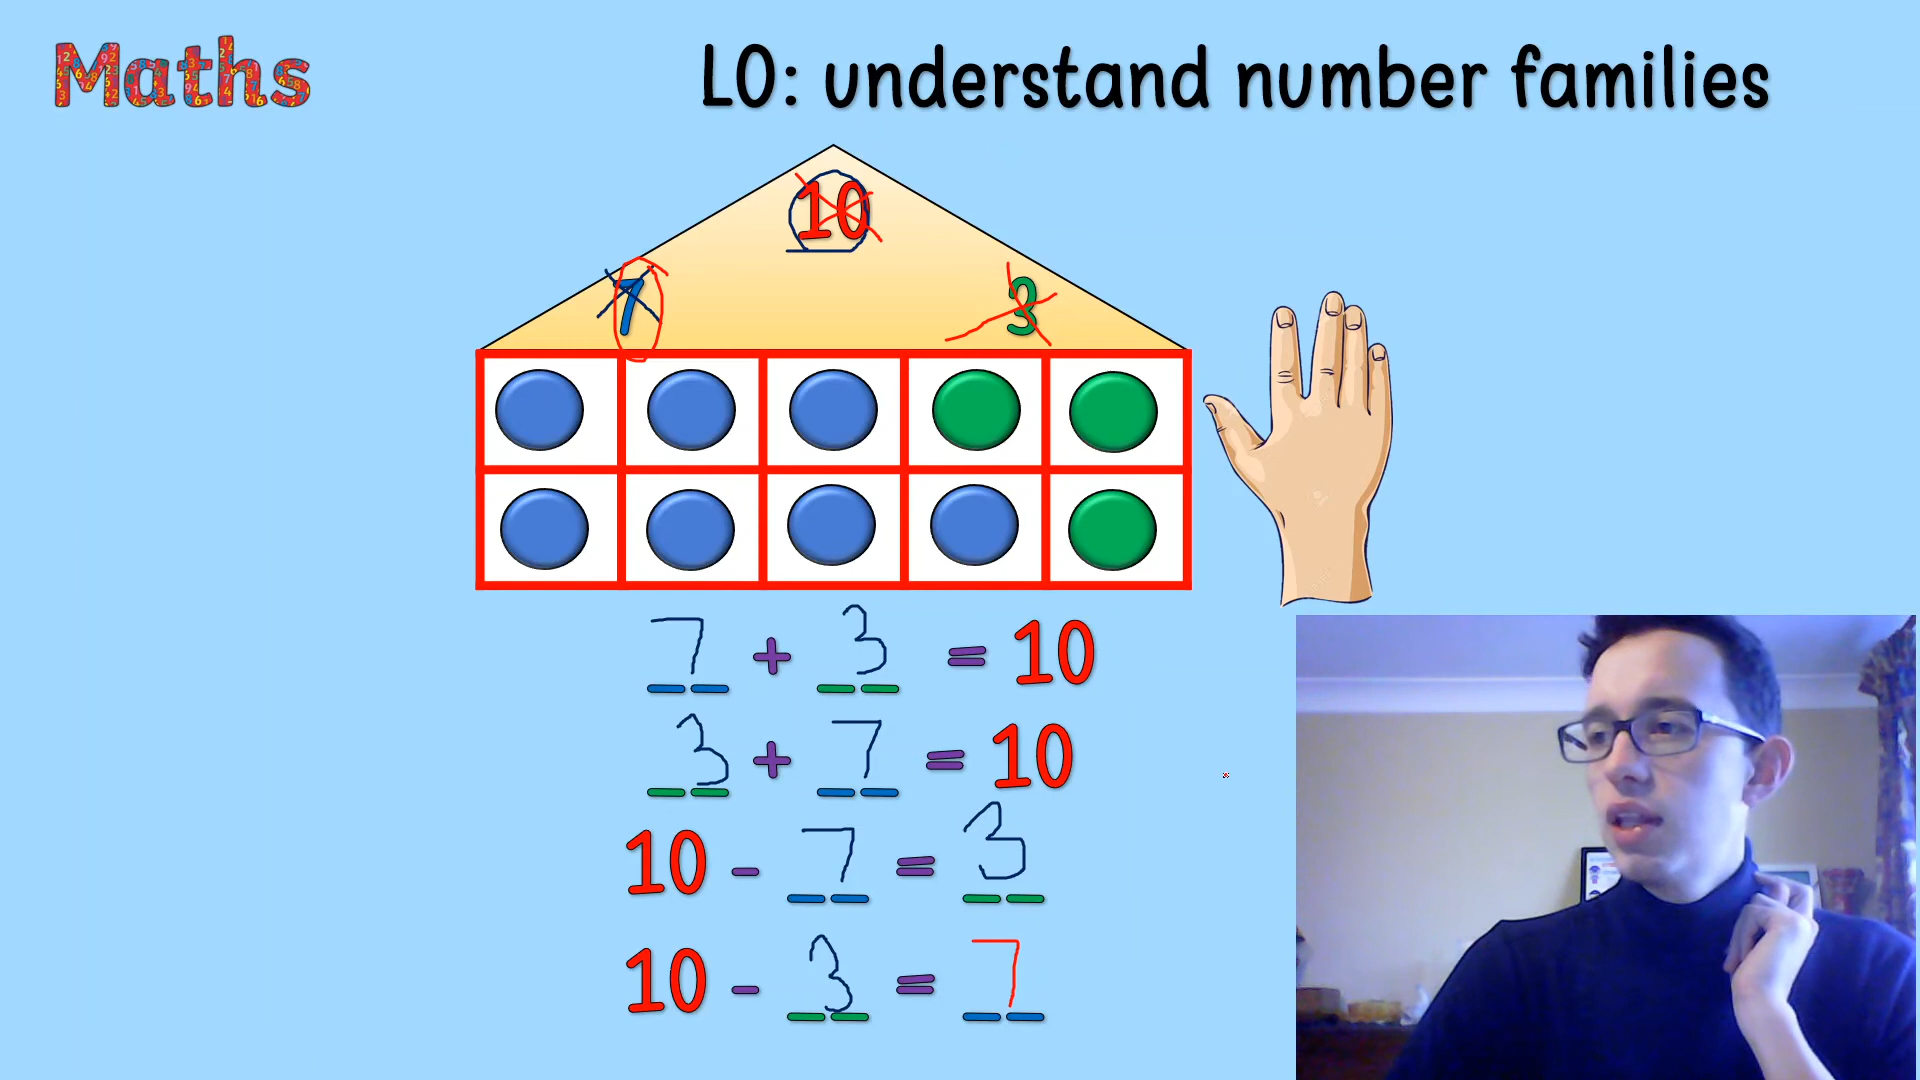 Maths
LO: understand number families
10
7 3
7 + 3 = 10
3 + 7 = 10
10 - 7 = 3
10 - 3 = 7